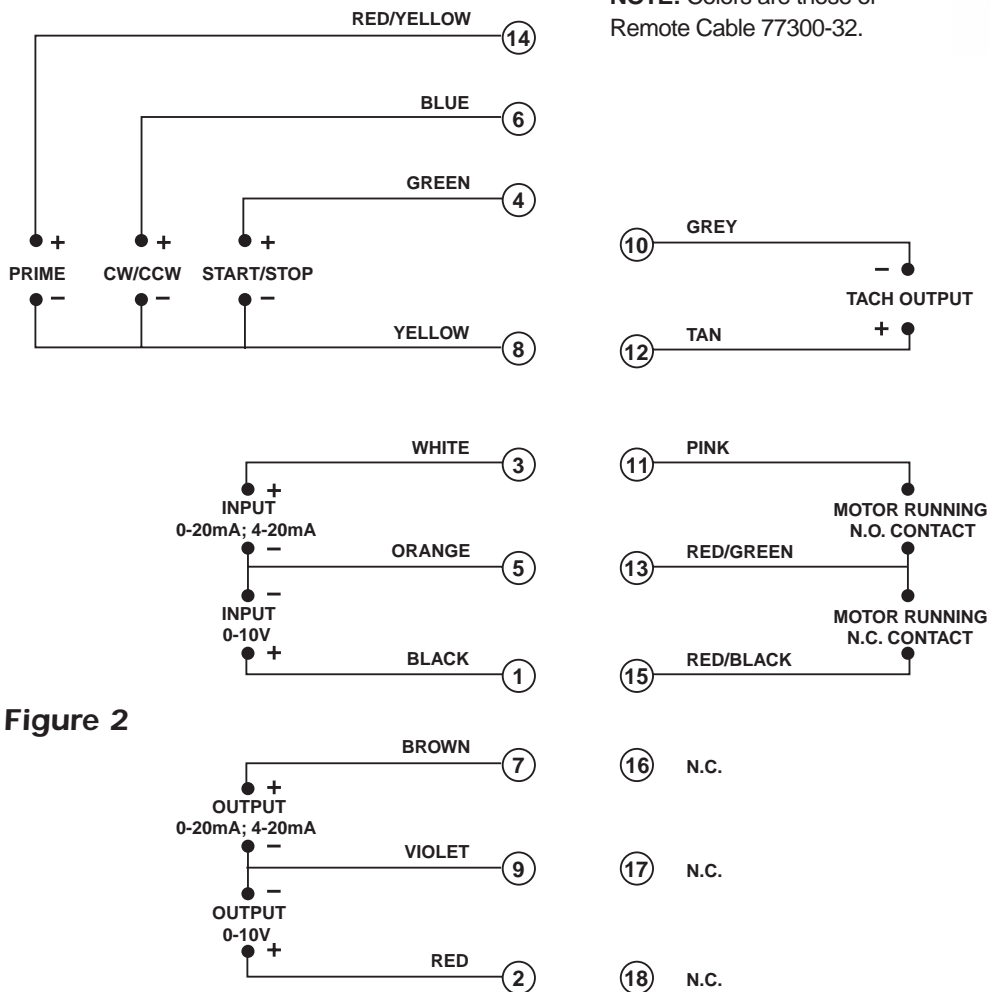 NOTE: Colors are those of
Remote Cable 77300-32.
RED/YELLOW
14
BLUE
6
GREEN
4
+ + +
PRIME CW/CCW START/STOP
− − −
YELLOW
8
GREY
10
−
TACH OUTPUT
+
TAN
12
WHITE
3
+
INPUT
0-20mA; 4-20mA
−
ORANGE
5
−
INPUT
0-10V
+
BLACK
1
PINK
11
MOTOR RUNNING
N.O. CONTACT
RED/GREEN
13
MOTOR RUNNING
N.C. CONTACT
RED/BLACK
15
Figure 2
BROWN
7
+
OUTPUT
0-20mA; 4-20mA
−
VIOLET
9
−
OUTPUT
0-10V
+
RED
2
16 N.C.
17 N.C.
18 N.C.